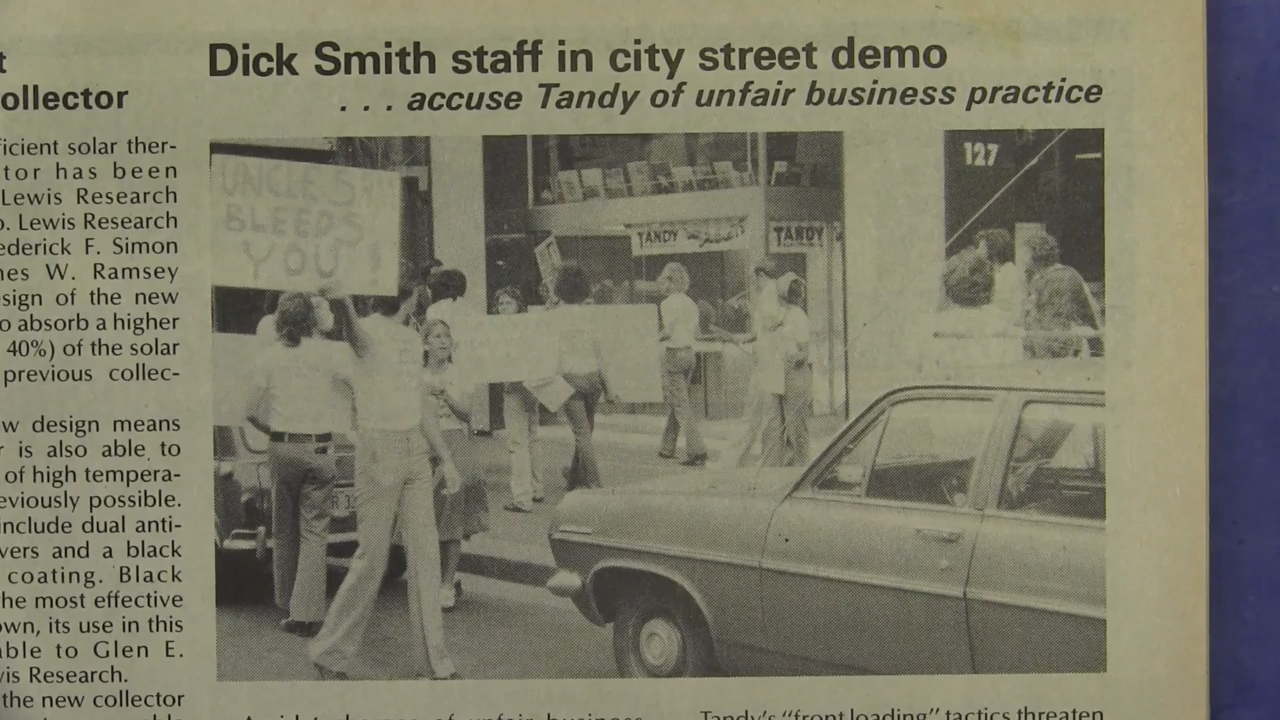 t
ollector
ficient solar ther-
tor has been
Lewis Research
o. Lewis Research
ederick F. Simon
nes W. Ramsey
esign of the new
o absorb a higher
40%) of the solar
previous collec-
w design means
r is also able to
of high tempera-
eviously possible.
include dual anti-
vers and a black
coating. Black
he most effective
own, its use in this
able to Glen E.
vis Research.
the new collector
Dick Smith staff in city street demo
. . . accuse Tandy of unfair business practice
UNCLE
BLEEDS
YOU!
TANDY
TANDY
127
Tandy's "front loading" tactics threaten